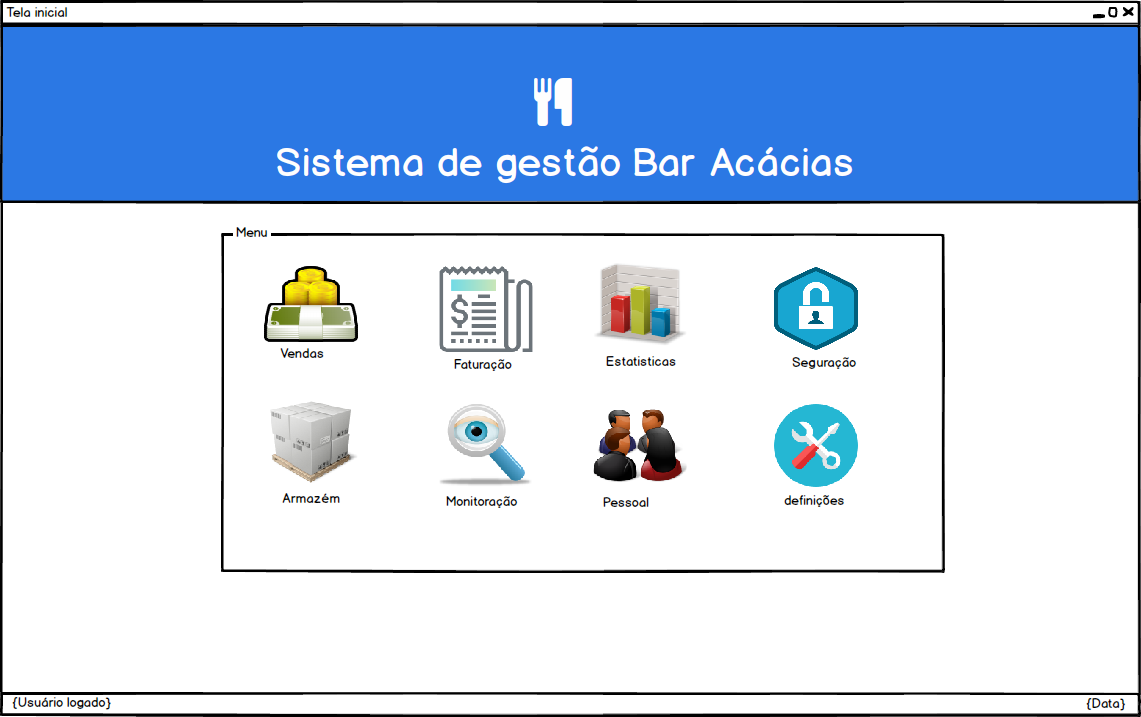 Tela inicial
Sistema de gestão Bar Acácias
Menu
Vendas
Faturação
Estatisticas
Seguração
Armazém
Monitoração
Pessoal
definições
{Usuário logado}
{Data}